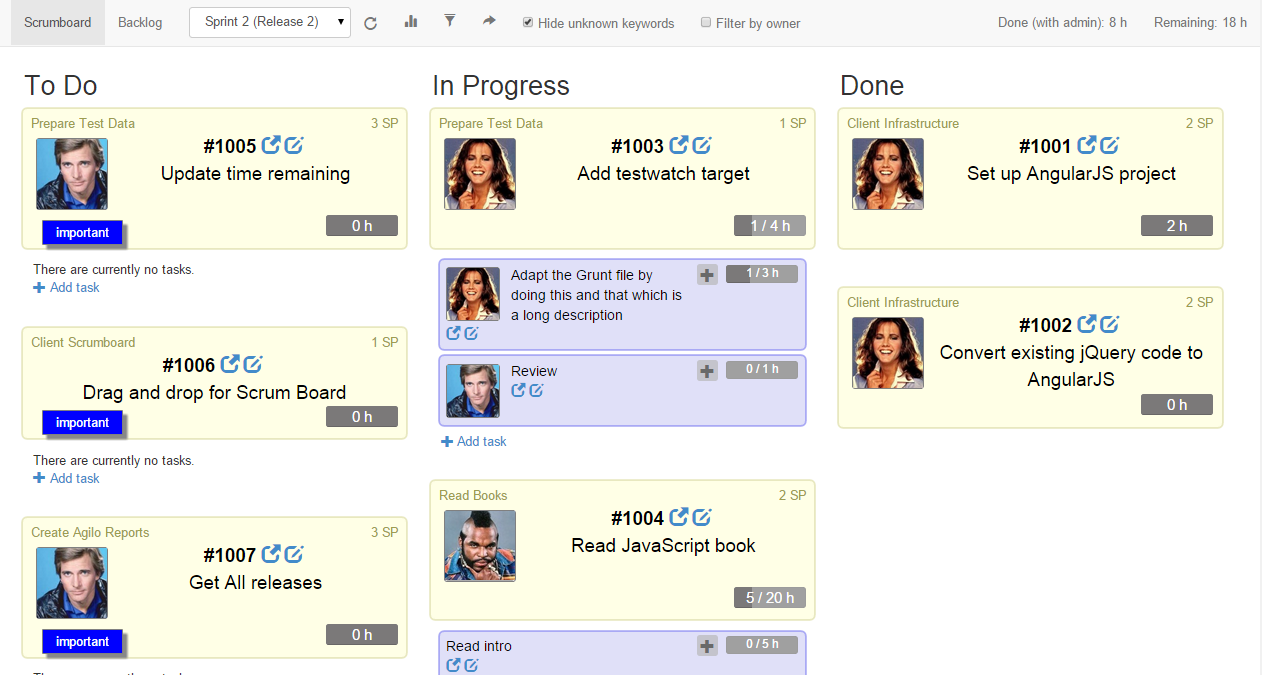 Scrumboard
Backlog
Sprint 2 (Release 2)
Hide unknown keywords
Filter by owner
Done (with admin): 8 h
Remaining: 18 h
To Do
Prepare Test Data
3 SP
#1005
Update time remaining
important
0 h
There are currently no tasks.
Add task
Client Scrumboard
1 SP
#1006
Drag and drop for Scrum Board
important
0 h
There are currently no tasks.
Add task
Create Agilo Reports
3 SP
#1007
Get All releases
important
0 h
In Progress
Prepare Test Data
1 SP
#1003
Add testwatch target
1 / 4 h
Adapt the Grunt file by
doing this and that which is
a long description
1 / 3 h
Review
0 / 1 h
Add task
Read Books
2 SP
#1004
Read JavaScript book
5 / 20 h
Read intro
0 / 5 h
Done
Client Infrastructure
2 SP
#1001
Set up AngularJS project
2 h
Client Infrastructure
2 SP
#1002
Convert existing jQuery code to
AngularJS
0 h